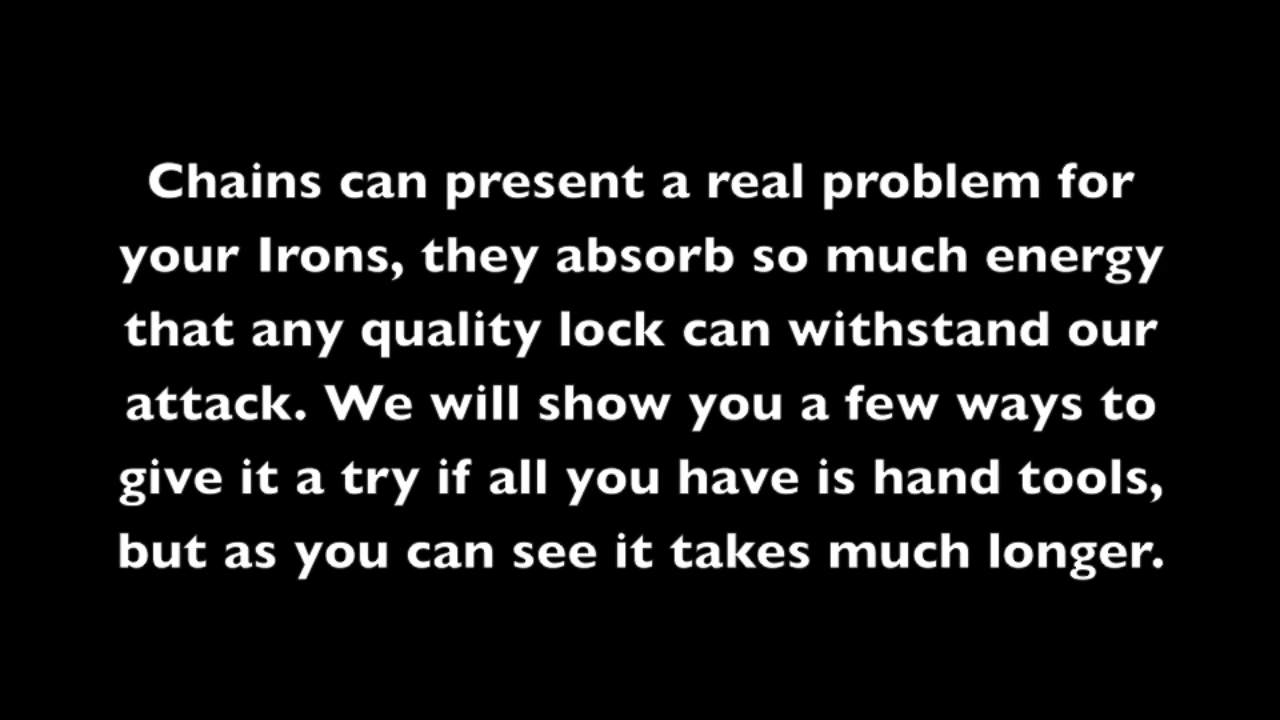 Chains can present a real problem for
your Irons, they absorb so much energy
that any quality lock can withstand our
attack. We will show you a few ways to
give it a try if all you have is hand tools,
but as you can see it takes much longer.